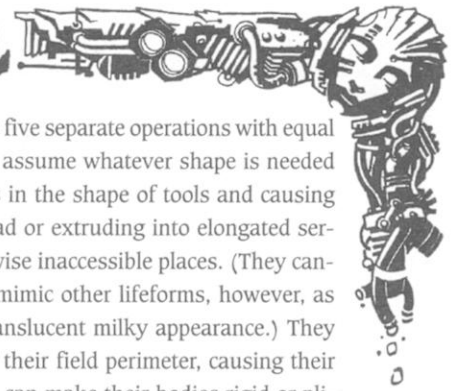 five separate operations with equal
assume whatever shape is needed
in the shape of tools and causing
or extruding into elongated ser-
wise inaccessible places. (They can-
mimic other lifeforms, however, as
anslucent milky appearance.) They
their field perimeter, causing their
can make their bodies rigid or pli-